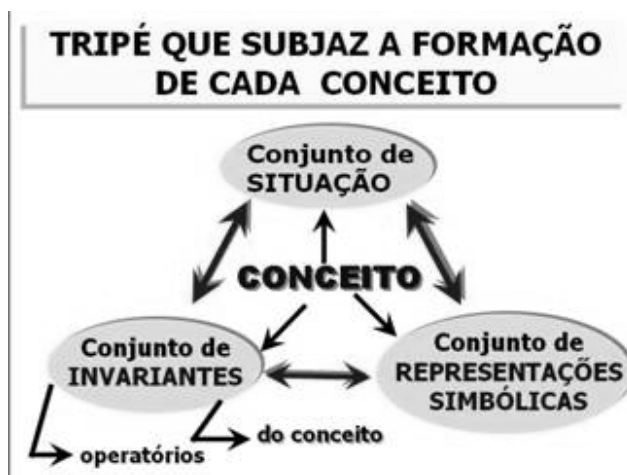 TRIPÉ QUE SUBJAZ A FORMAÇÃO
DE CADA CONCEITO
Conjunto de
SITUAÇÃO
CONCEITO
Conjunto de
INVARIANTES
Conjunto de
REPRESENTAÇÕES
SIMBÓLICAS
operatórios
do conceito